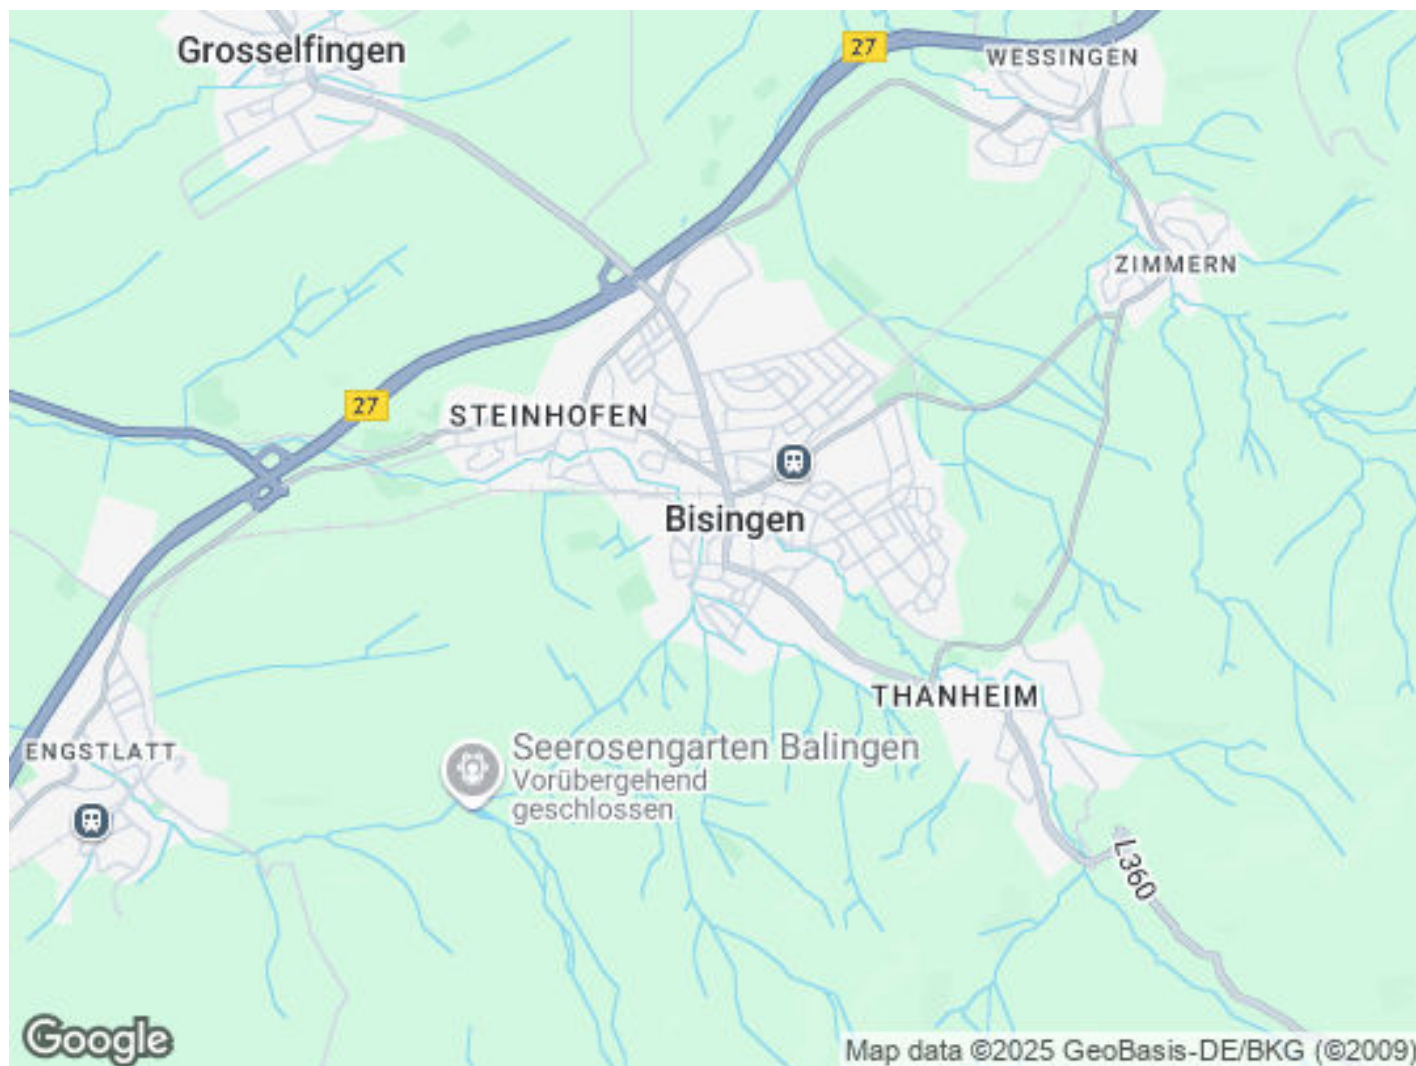 Grosselfingen
27
WESSINGEN
ZIMMERN
27
STEINHOFEN
Bisingen
THANHEIM
ENGSTLATT
Seerosengarten Balingen
Vorübergehend
geschlossen
L360
Google
Map data ©2025 GeoBasis-DE/BKG (©2009)